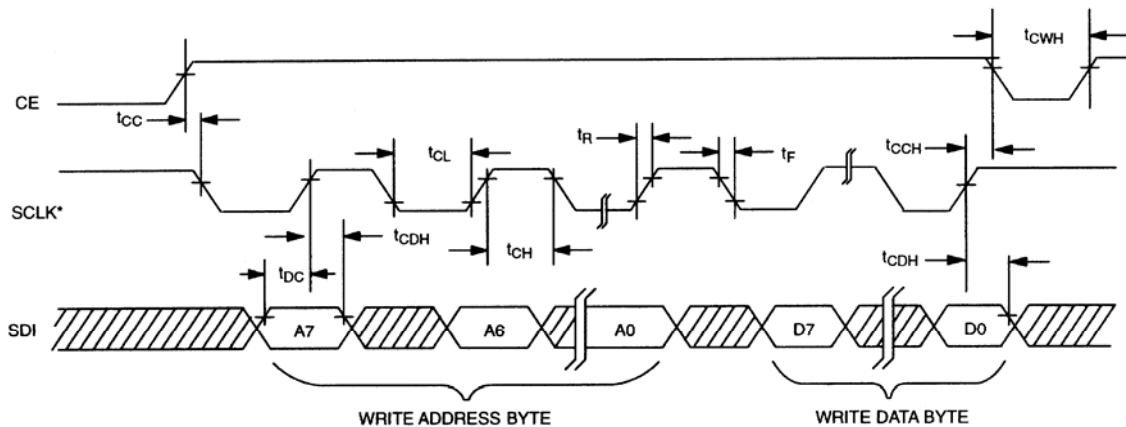 tCWH
CE
tCC
tR
tF
tCL
tCCH
SCLK*
tCDH
tCH
tCDH
tDC
SDI
A7
A6
A0
D7
D0
WRITE ADDRESS BYTE
WRITE DATA BYTE